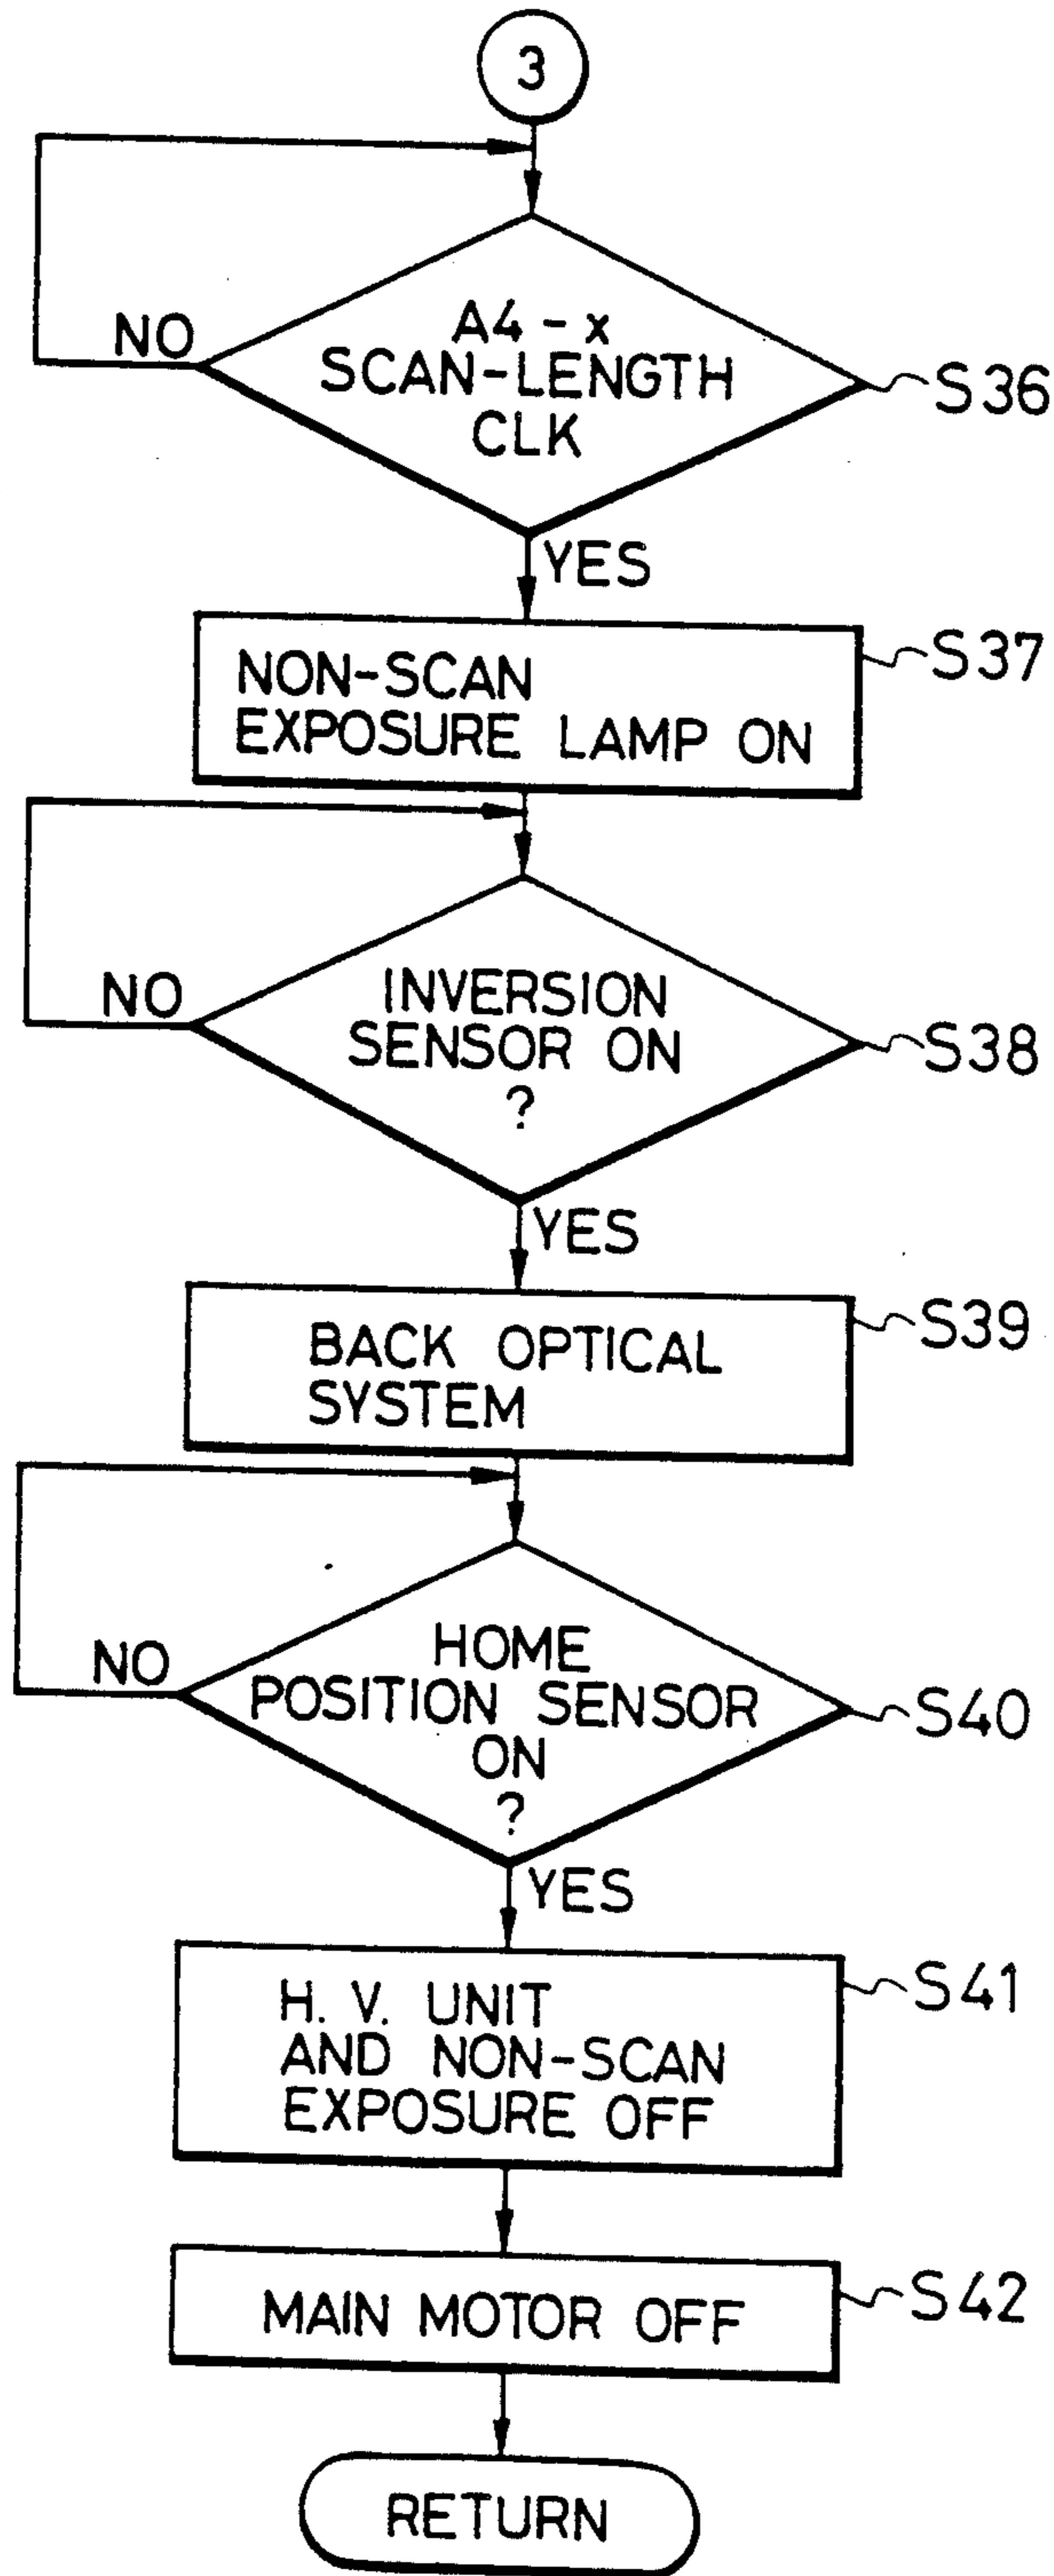 3
A4 - x
SCAN-LENGTH
CLK
NO
S36
YES
NON-SCAN
EXPOSURE LAMP ON
S37
INVERSION
SENSOR ON
?
NO
S38
YES
BACK OPTICAL
SYSTEM
S39
HOME
POSITION SENSOR
ON
?
NO
S40
YES
H. V. UNIT
AND NON-SCAN
EXPOSURE OFF
S41
MAIN MOTOR OFF
S42
RETURN